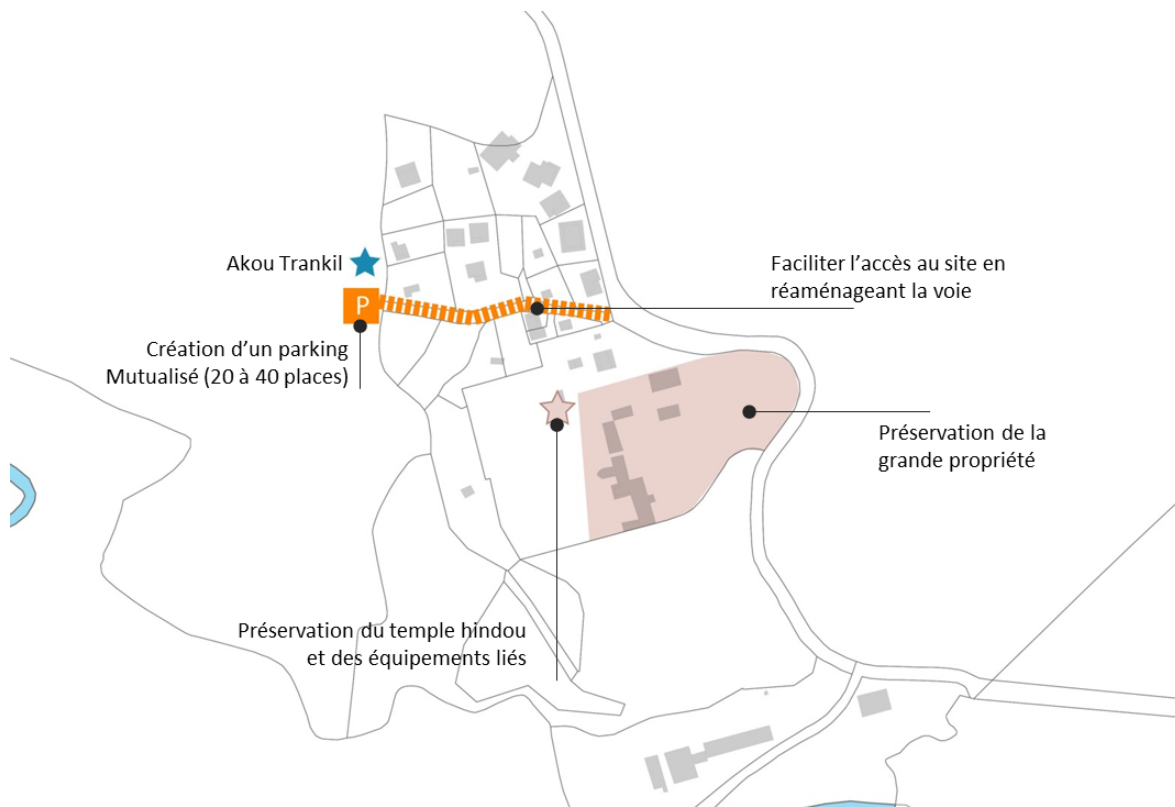 Akou Trankil
P
Création d'un parking
Mutualisé (20 à 40 places)
Faciliter l'accès au site en
réaménageant la voie
Préservation de la
grande propriété
Préservation du temple hindou
et des équipements liés